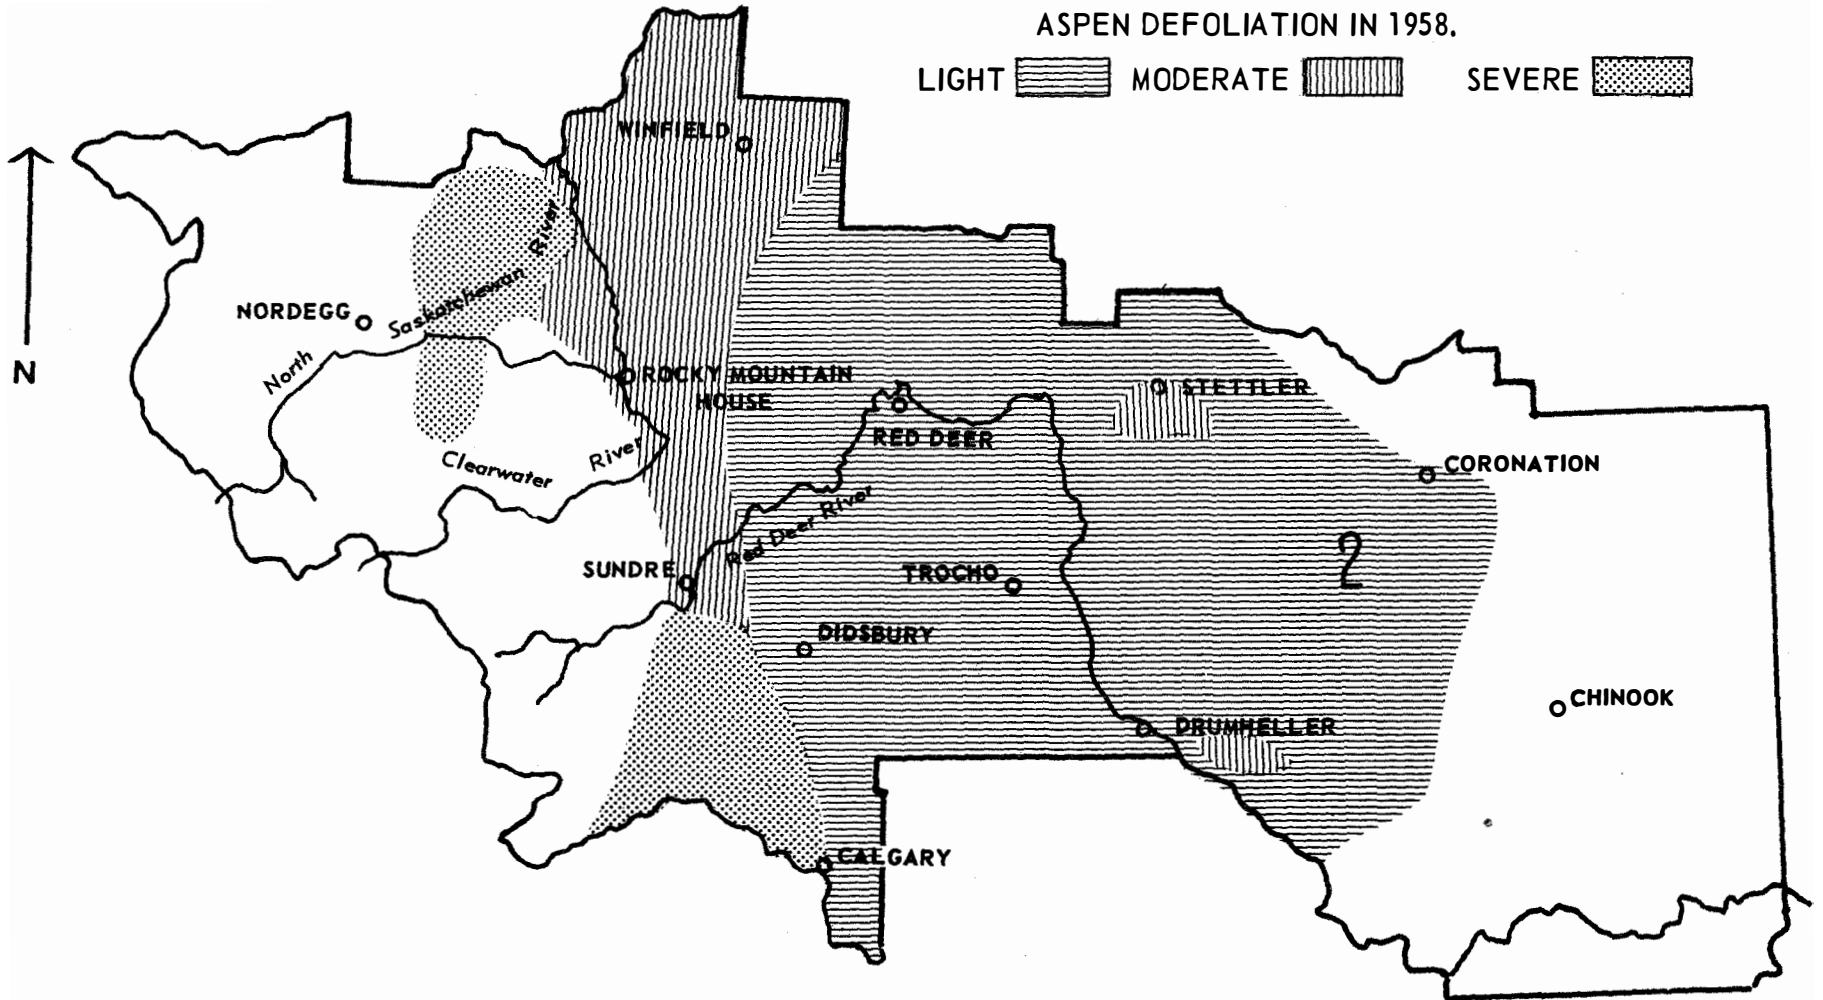 ASPEN DEFOLIATION IN 1958.
LIGHT MODERATE SEVERE
WINFIELD
North Saskatchewan River
NORDEGG
N
ROCKY MOUNTAIN
HOUSE
STETTLER
RED DEER
Clearwater River
CORONATION
Red Deer River
2
SUNDRE
TROCHO
DIDSBURY
CHINOOK
DRUMHELLER
CALGARY